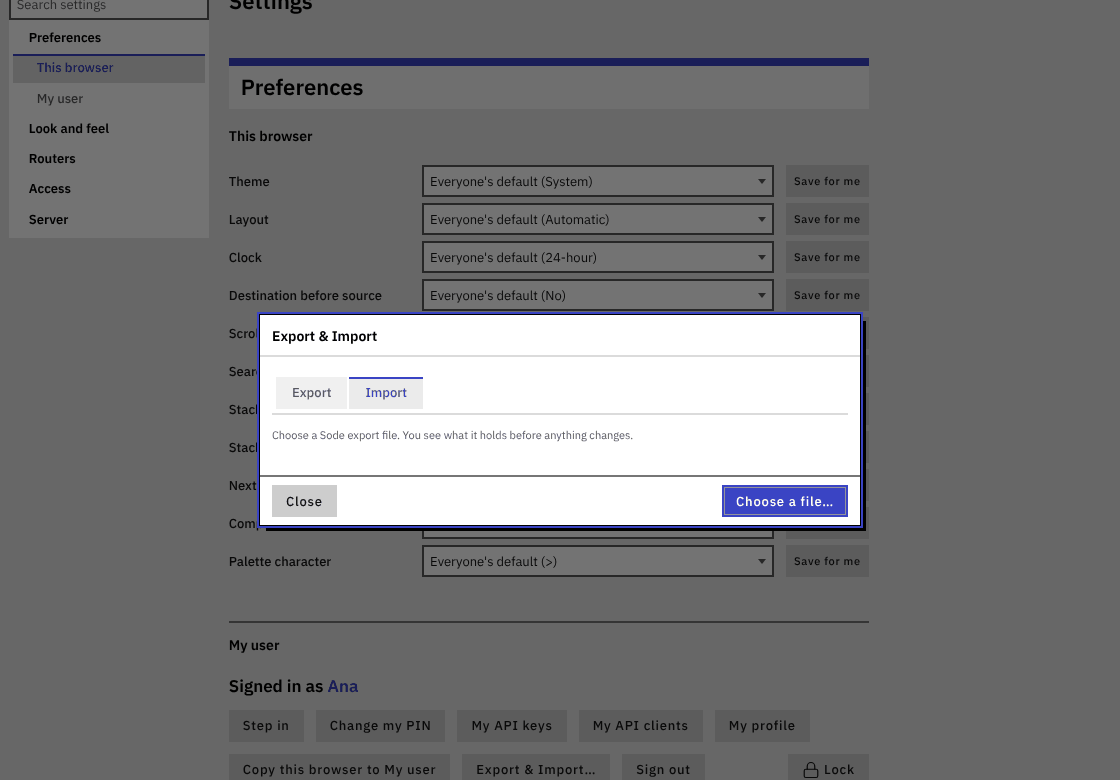 Search settings
Settings
Preferences
This browser
My user
Look and feel
Routers
Access
Server
Preferences
This browser
Theme
Everyone's default (System)
Save for me
Layout
Everyone's default (Automatic)
Save for me
Clock
Everyone's default (24-hour)
Save for me
Destination before source
Everyone's default (No)
Save for me
Export & Import
Export
Import
Choose a Sode export file. You see what it holds before anything changes.
Close
Choose a file...
Next
Palette character
Everyone's default (>)
Save for me
My user
Signed in as Ana
Step in
Change my PIN
My API keys
My API clients
My profile
Copy this browser to My user
Export & Import...
Sign out
Lock